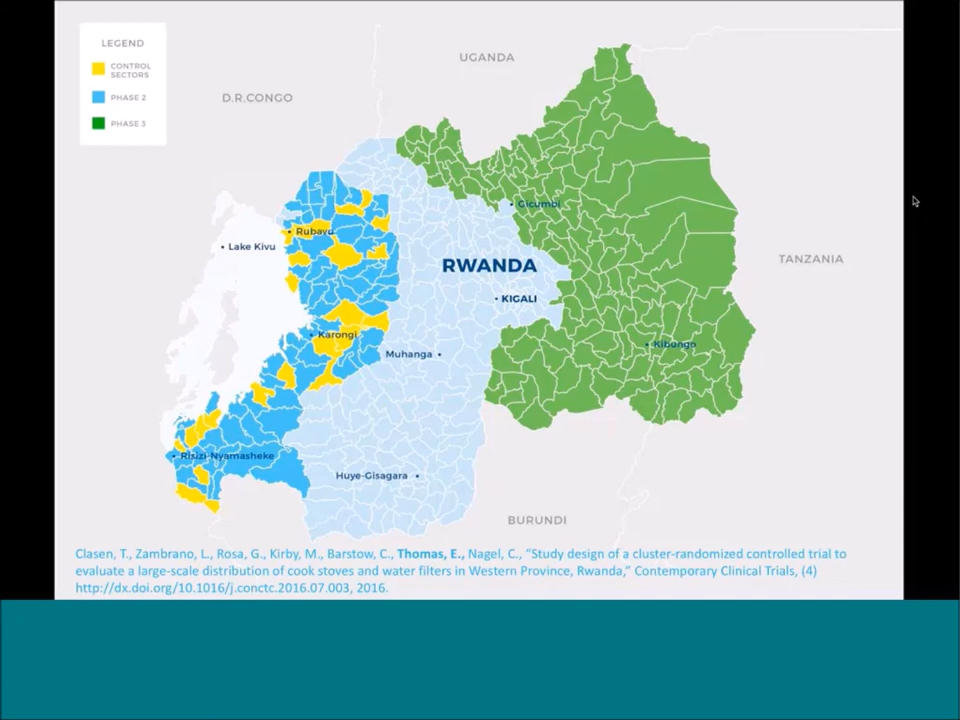 LEGEND
CONTROL
SECTORS
PHASE 2
PHASE 3
UGANDA
D.R.CONGO
Gicumbi
Rubavu
Lake Kivu
RWANDA
TANZANIA
KIGALI
Karongi
Kibungo
Muhanga
Risizi-Nyamasheke
Huye-Gisagara
BURUNDI
Clasen, T., Zambrano, L., Rosa, G., Kirby, M., Barstow, C., Thomas, E., Nagel, C., “Study design of a cluster-randomized controlled trial to
evaluate a large-scale distribution of cook stoves and water filters in Western Province, Rwanda,” Contemporary Clinical Trials, (4)
http://dx.doi.org/10.1016/j.conctc.2016.07.003, 2016.